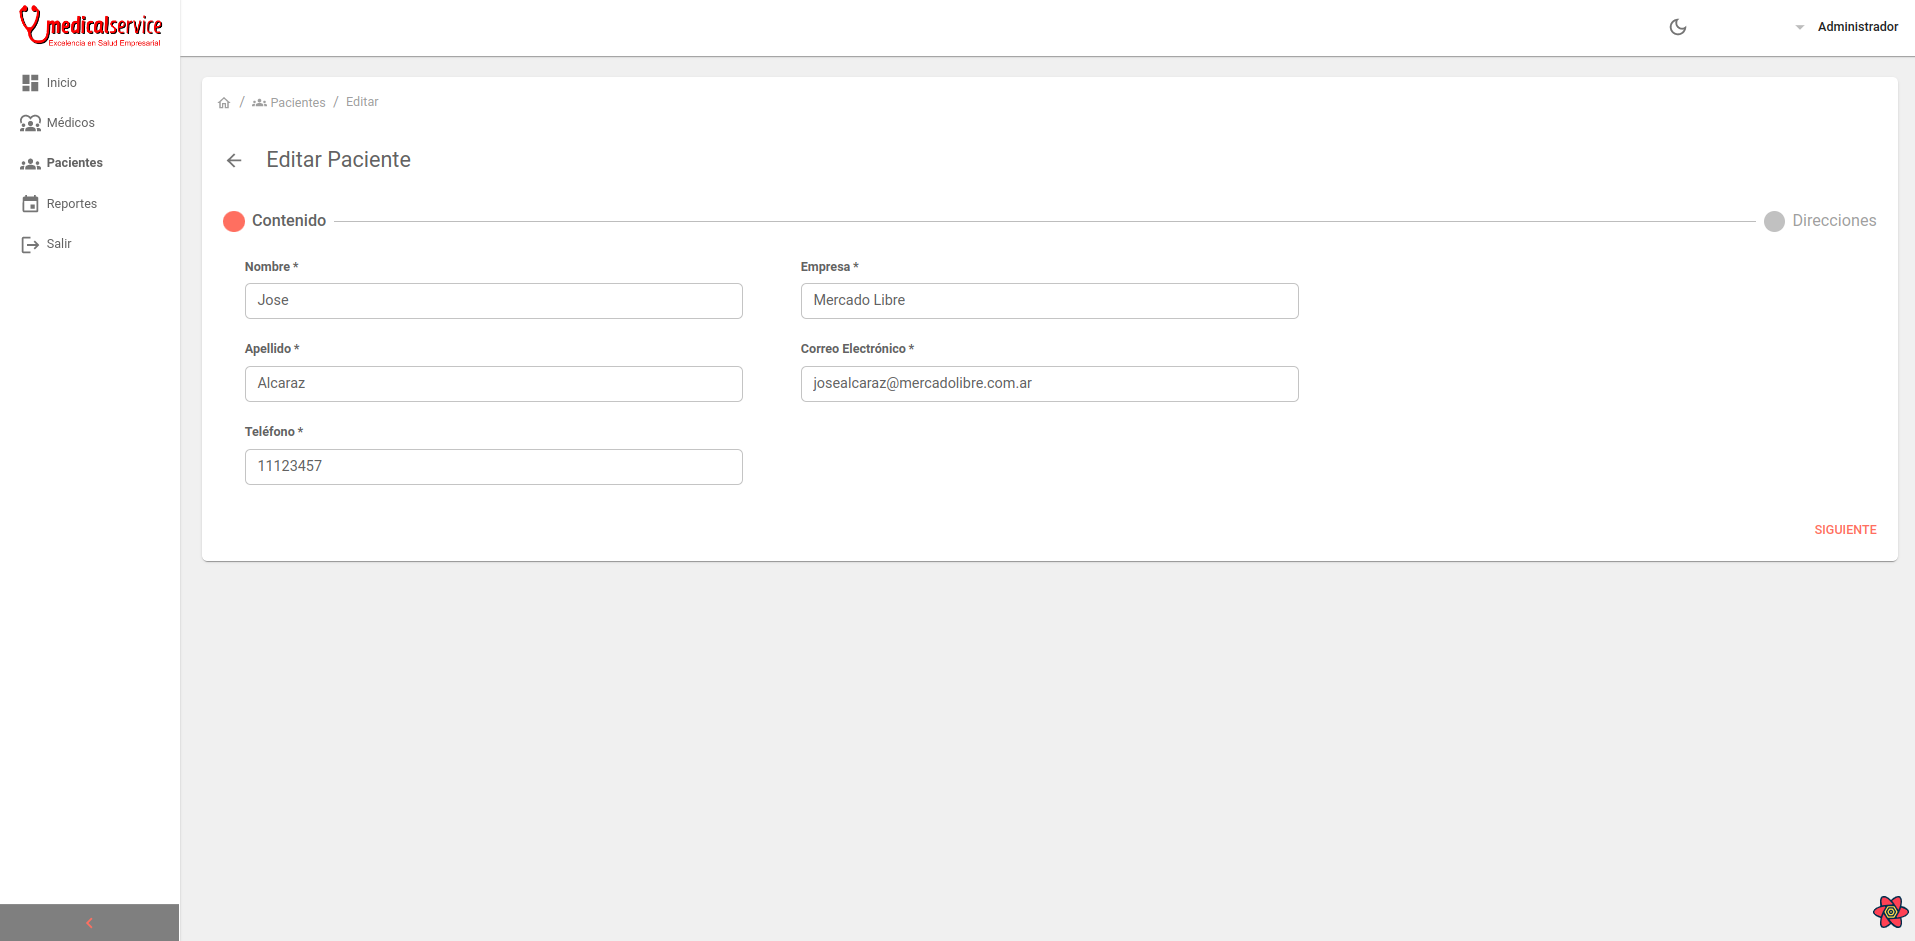 medicalservice
Excelencia en Salud Empresarial
Administrador
Inicio
Médicos
Pacientes
Reportes
Salir
/ Pacientes / Editar
Editar Paciente
Contenido
Direcciones
Nombre *
Jose
Empresa *
Mercado Libre
Apellido *
Alcaraz
Correo Electrónico *
josealcaraz@mercadolibre.com.ar
Teléfono *
11123457
SIGUIENTE